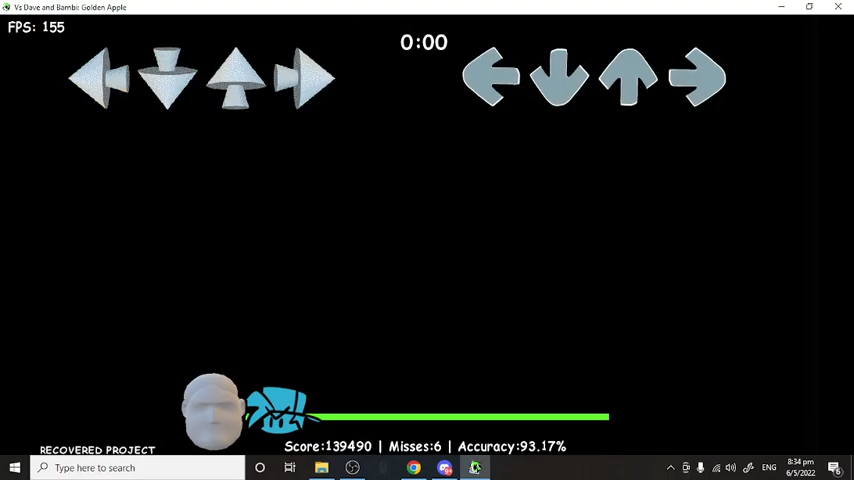 Vs Dave and Bambi: Golden Apple
FPS: 155
0:00
Score:139490 | Misses:6 | Accuracy:93.17%
RECOVERED PROJECT
Type here to search
ENG
8:34 pm
6/5/2022
6